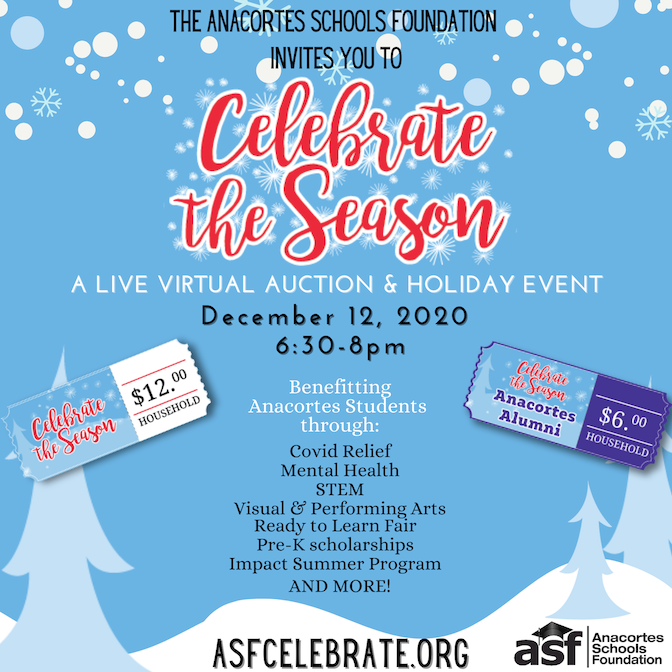 THE ANACORTES SCHOOLS FOUNDATION
INVITES YOU TO
Celebrate
the Season
A LIVE VIRTUAL AUCTION & HOLIDAY EVENT
December 12, 2020
6:30-8pm
Celebrate
the Season
$12.00
HOUSEHOLD
Celebrate
the Season
Anacortes
Alumni
$6.00
HOUSEHOLD
Benefitting
Anacortes Students
through:
Covid Relief
Mental Health
STEM
Visual & Performing Arts
Ready to Learn Fair
Pre-K scholarships
Impact Summer Program
AND MORE!
ASFCELEBRATE.ORG
asf
Anacortes
Schools
Foundation